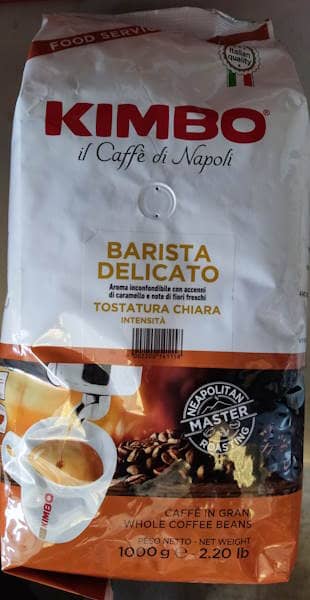 FOOD SERVIC
Italian
quality
KIMBO®
il Caffè di Napoli
BARISTA
DELICATO
Aroma inconfondibile con accenni
di caramello e note di fiori freschi
TOSTATURA CHIARA
INTENSITÀ
NEAPOLITAN
MASTER
ROASTING
KIMBO
CAFFÈ IN GRANI
WHOLE COFFEE BEANS
PESO NETTO - NET WEIGHT
1000 g e - 2.20 lb